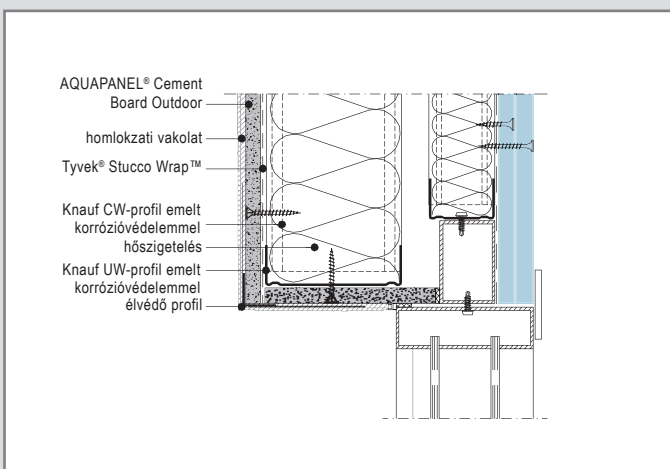 AQUAPANEL® Cement
Board Outdoor
homlokzati vakolat
Tyvek® Stucco Wrap™
Knauf CW-profil emelt
korrózióvédelemmel
hőszigetelés
Knauf UW-profil emelt
korrózióvédelemmel
élvédő profil